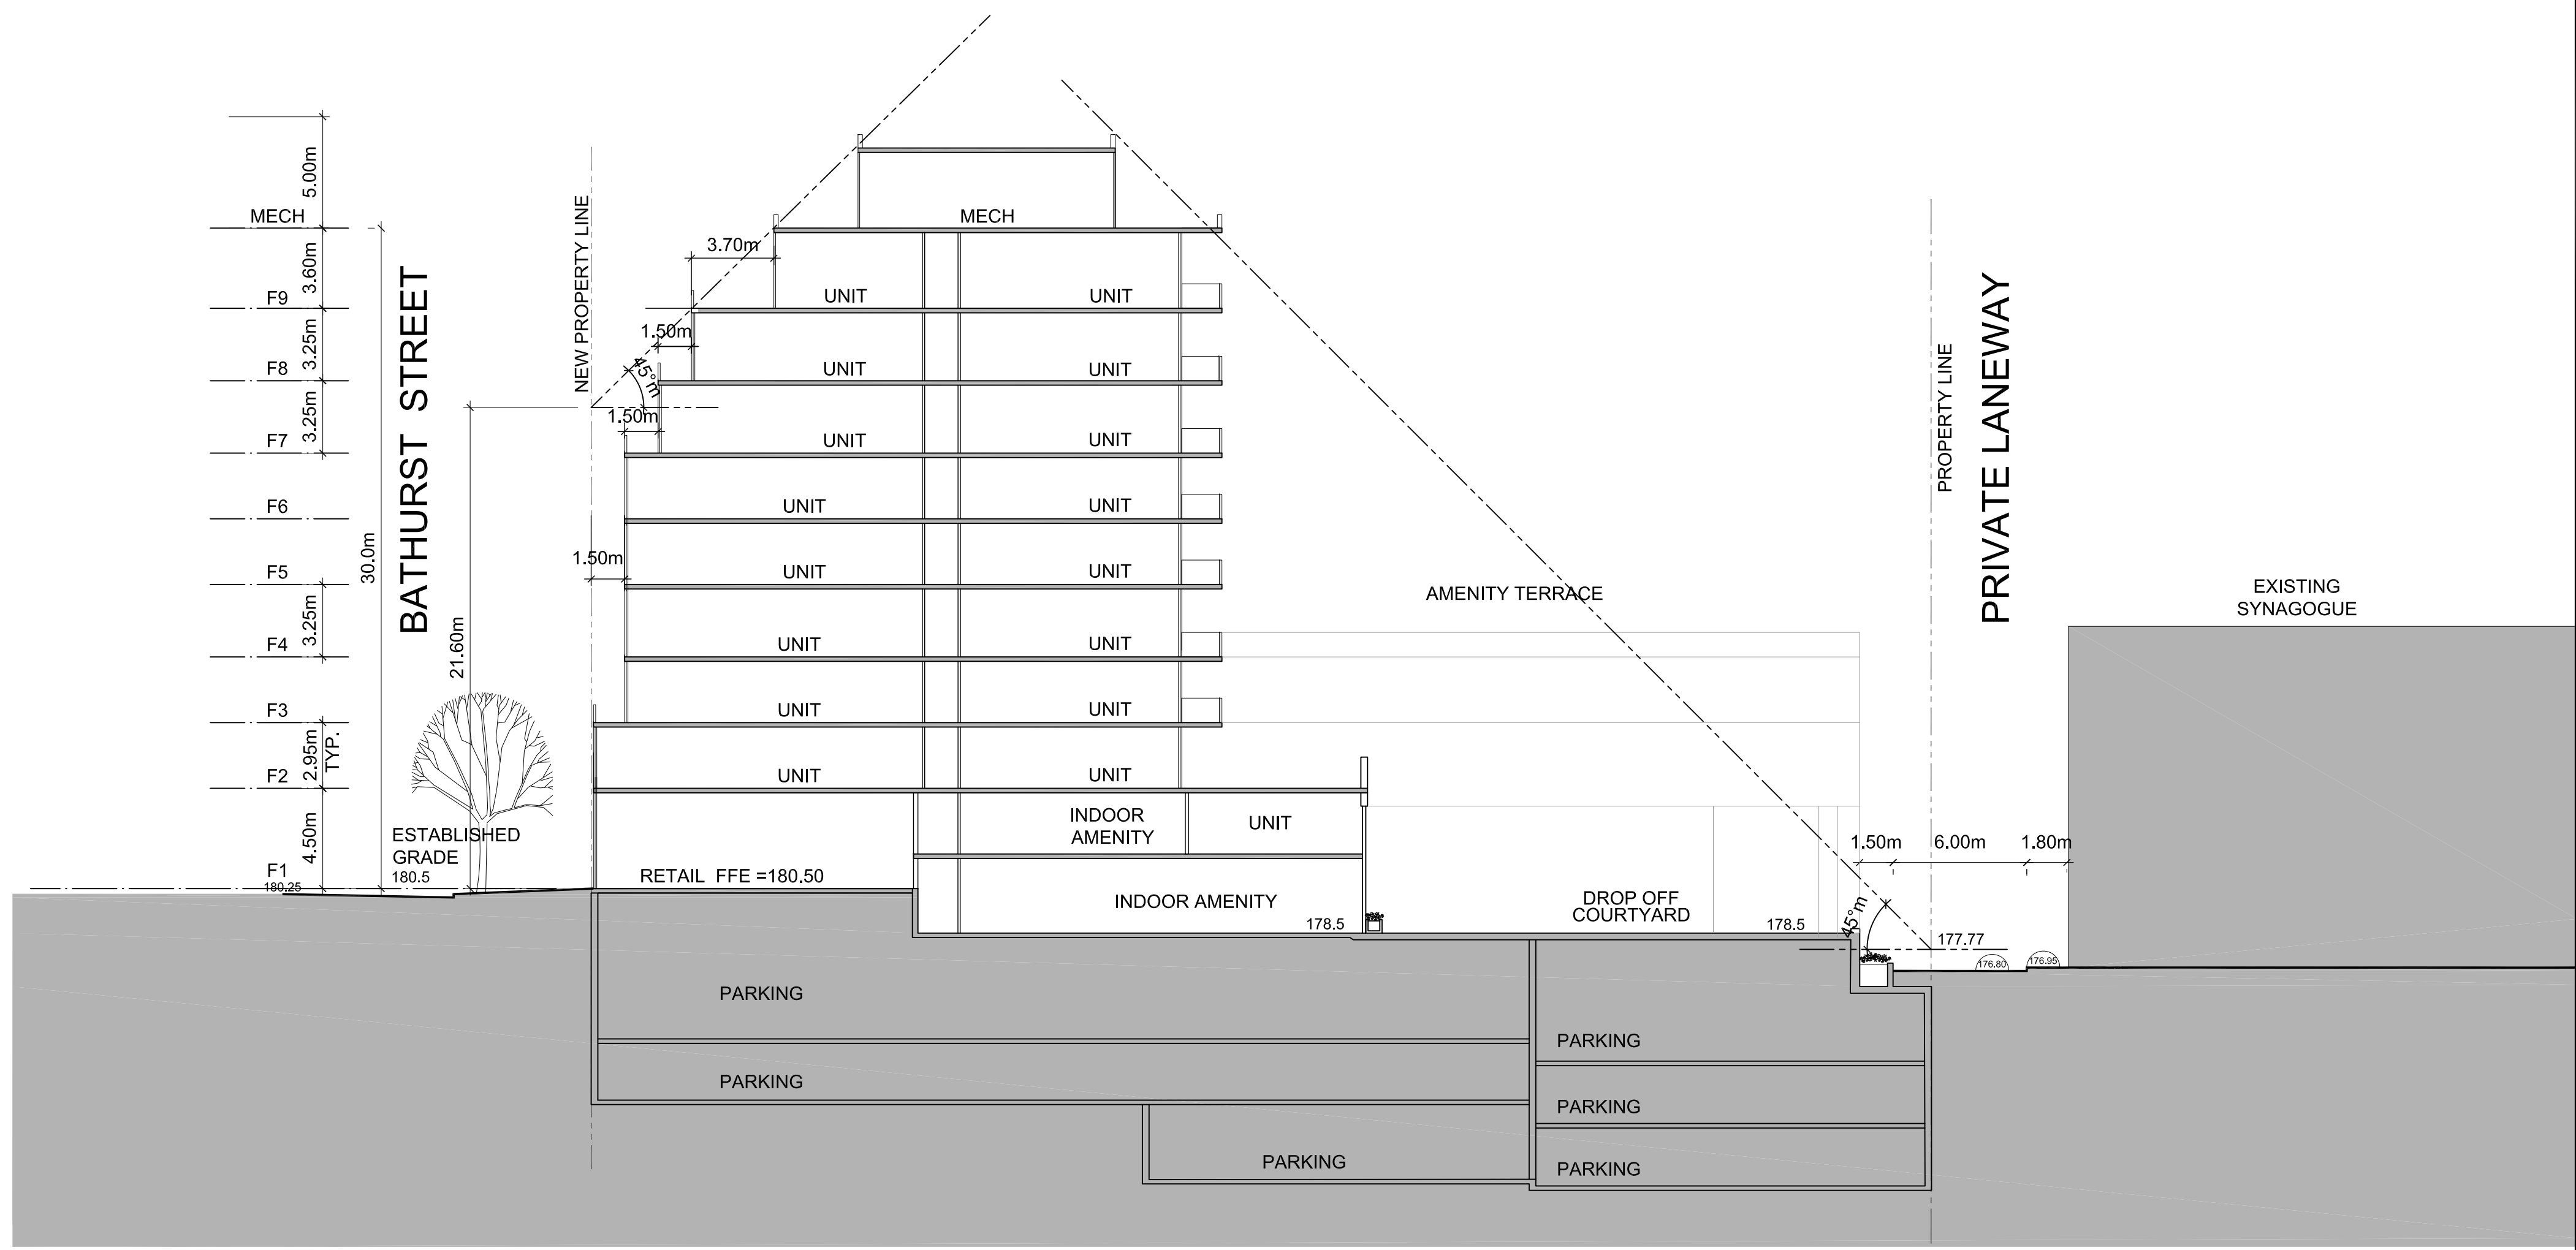 5.00m
MECH
3.60m
F9
3.25m
F8
3.25m
F7
F6
F5
3.25m
F4
F3
2.95m
TYP.
F2
4.50m
F1
180.25
30.0m
BATHURST STREET
21.60m
ESTABLISHED
GRADE
180.5
NEW PROPERTY LINE
MECH
3.70m
UNIT
UNIT
1.50m
45°m
UNIT
UNIT
1.50m
UNIT
UNIT
UNIT
UNIT
1.50m
UNIT
UNIT
UNIT
UNIT
UNIT
UNIT
UNIT
UNIT
INDOOR
AMENITY
UNIT
RETAIL FFE =180.50
INDOOR AMENITY
178.5
AMENITY TERRACE
DROP OFF
COURTYARD
178.5
45°m
PROPERTY LINE
PRIVATE LANEWAY
1.50m
6.00m
1.80m
177.77
176.80
176.95
EXISTING
SYNAGOGUE
PARKING
PARKING
PARKING
PARKING
PARKING
PARKING